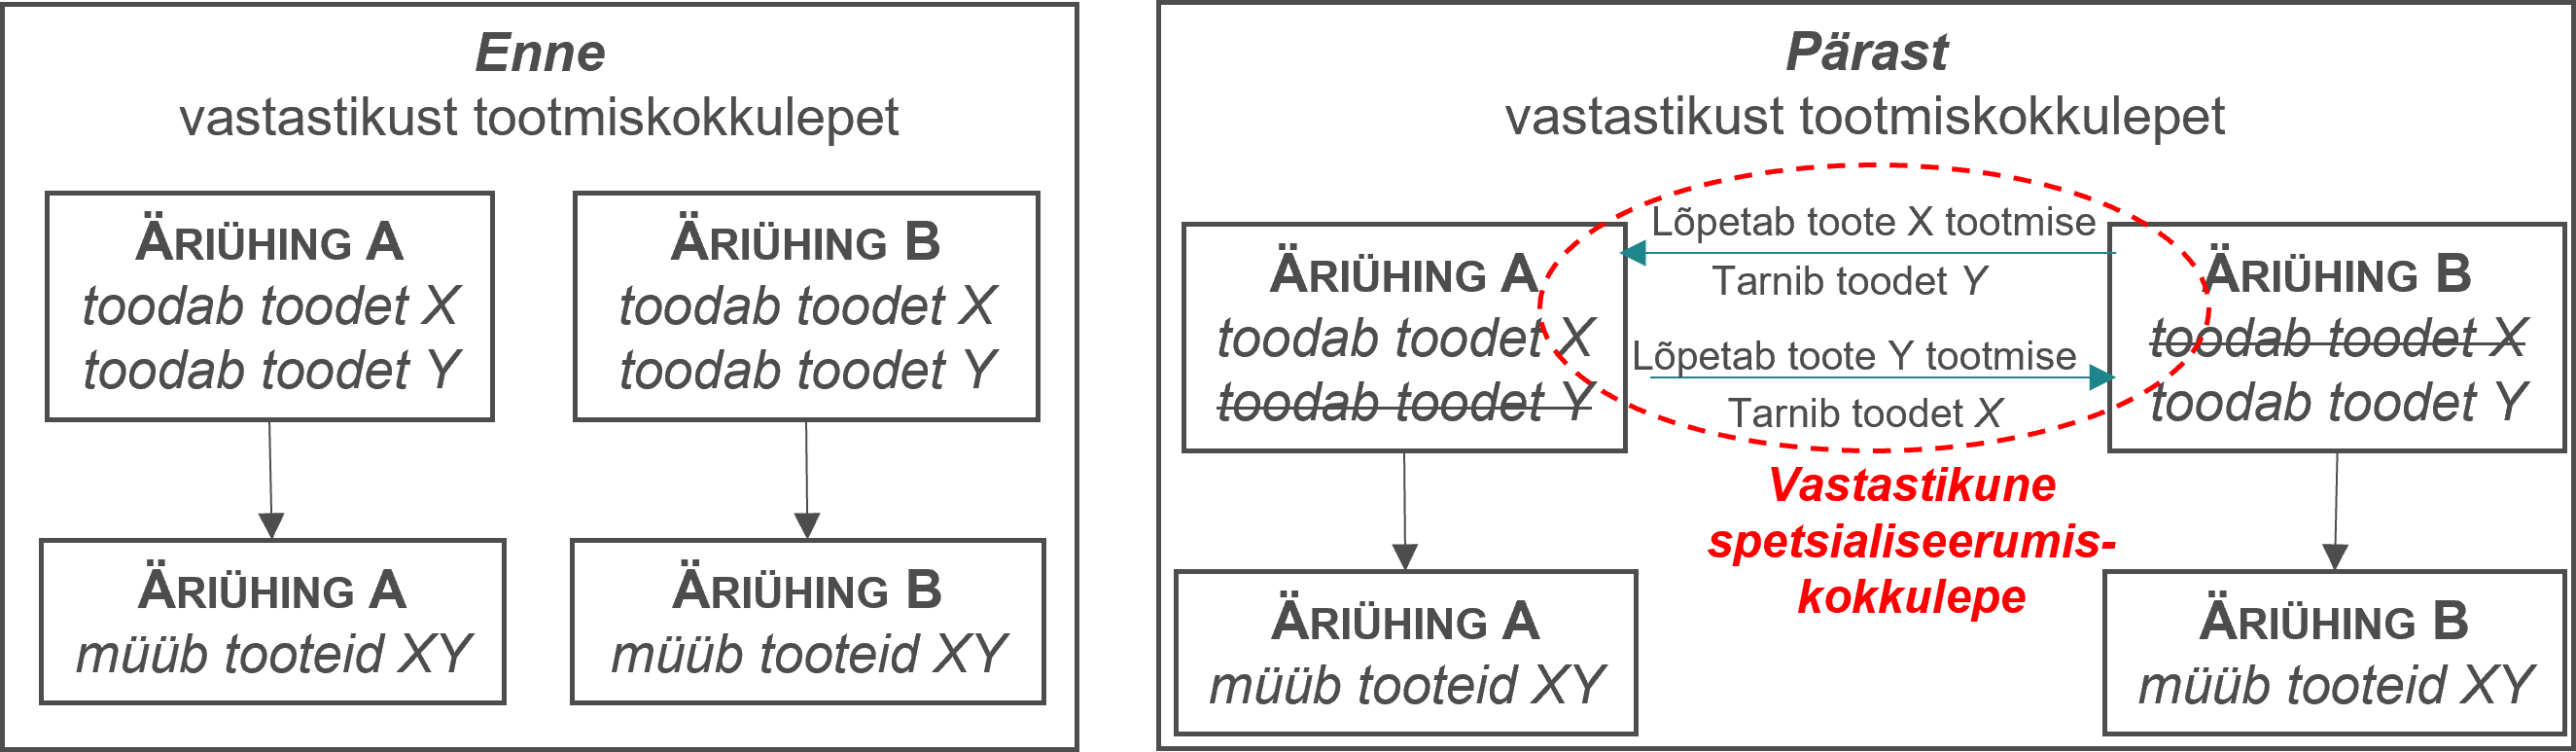 Enne
vastastikust tootmiskokkulepet
ÄRIÜHING A
toodab toodet X
toodab toodet Y
ÄRIÜHING B
toodab toodet X
toodab toodet Y
ÄRIÜHING A
müüb tooteid XY
ÄRIÜHING B
müüb tooteid XY
Pärast
vastastikust tootmiskokkulepet
ÄRIÜHING A
toodab toodet X
toodab toodet Y
Lõpetab toote X tootmise
Tarnib toodet Y
Lõpetab toote Y tootmise
Tarnib toodet X
ÄRIÜHING B
toodab toodet X
toodab toodet Y
Vastastikune
spetsialiseerumis-
kokkulepe
ÄRIÜHING A
müüb tooteid XY
ÄRIÜHING B
müüb tooteid XY